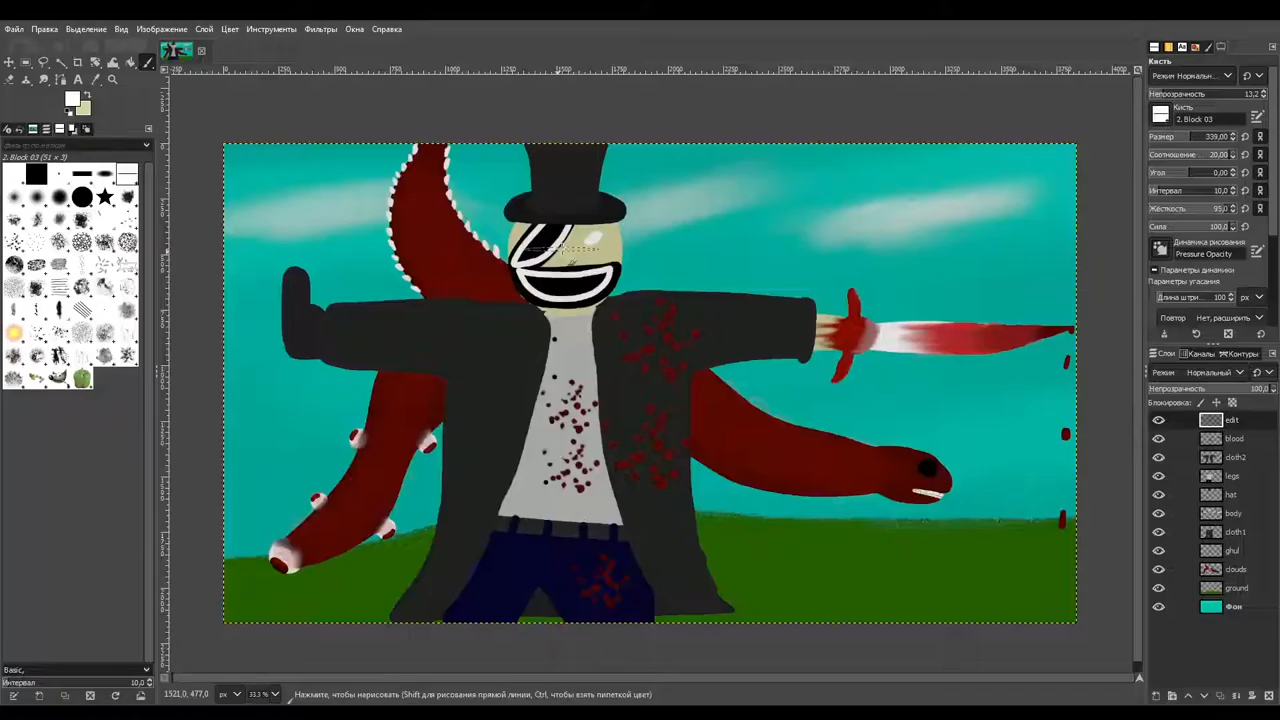 Файл Правка Выделение Вид Изображение Слой Цвет Инструменты Фильтры Окна Справка
Кисть
Режим Нормальн...
Непрозрачность 13,2
Кисть
2. Block 03
Размер 339,00
Соотношение ... 20,00
Угол 0,00
Интервал 10,0
Жёсткость 95,0
Сила 100,0
Динамика рисования
Pressure Opacity
Параметры динамики
Параметры угасания
Длина штри... 100 px
Повтор Нет, расширить
Слои Каналы Контуры
Режим Нормальный
Непрозрачность 100,0
Блокировка:
edit
blood
cloth2
legs
hat
body
cloth1
ghul
clouds
ground
Фон
2. Block 03 (51 × 3)
Basic,
Интервал 10,0
1521,0, 477,0 px 33,3 % Нажмите, чтобы нарисовать (Shift для рисования прямой линии, Ctrl, чтобы взять пипеткой цвет)